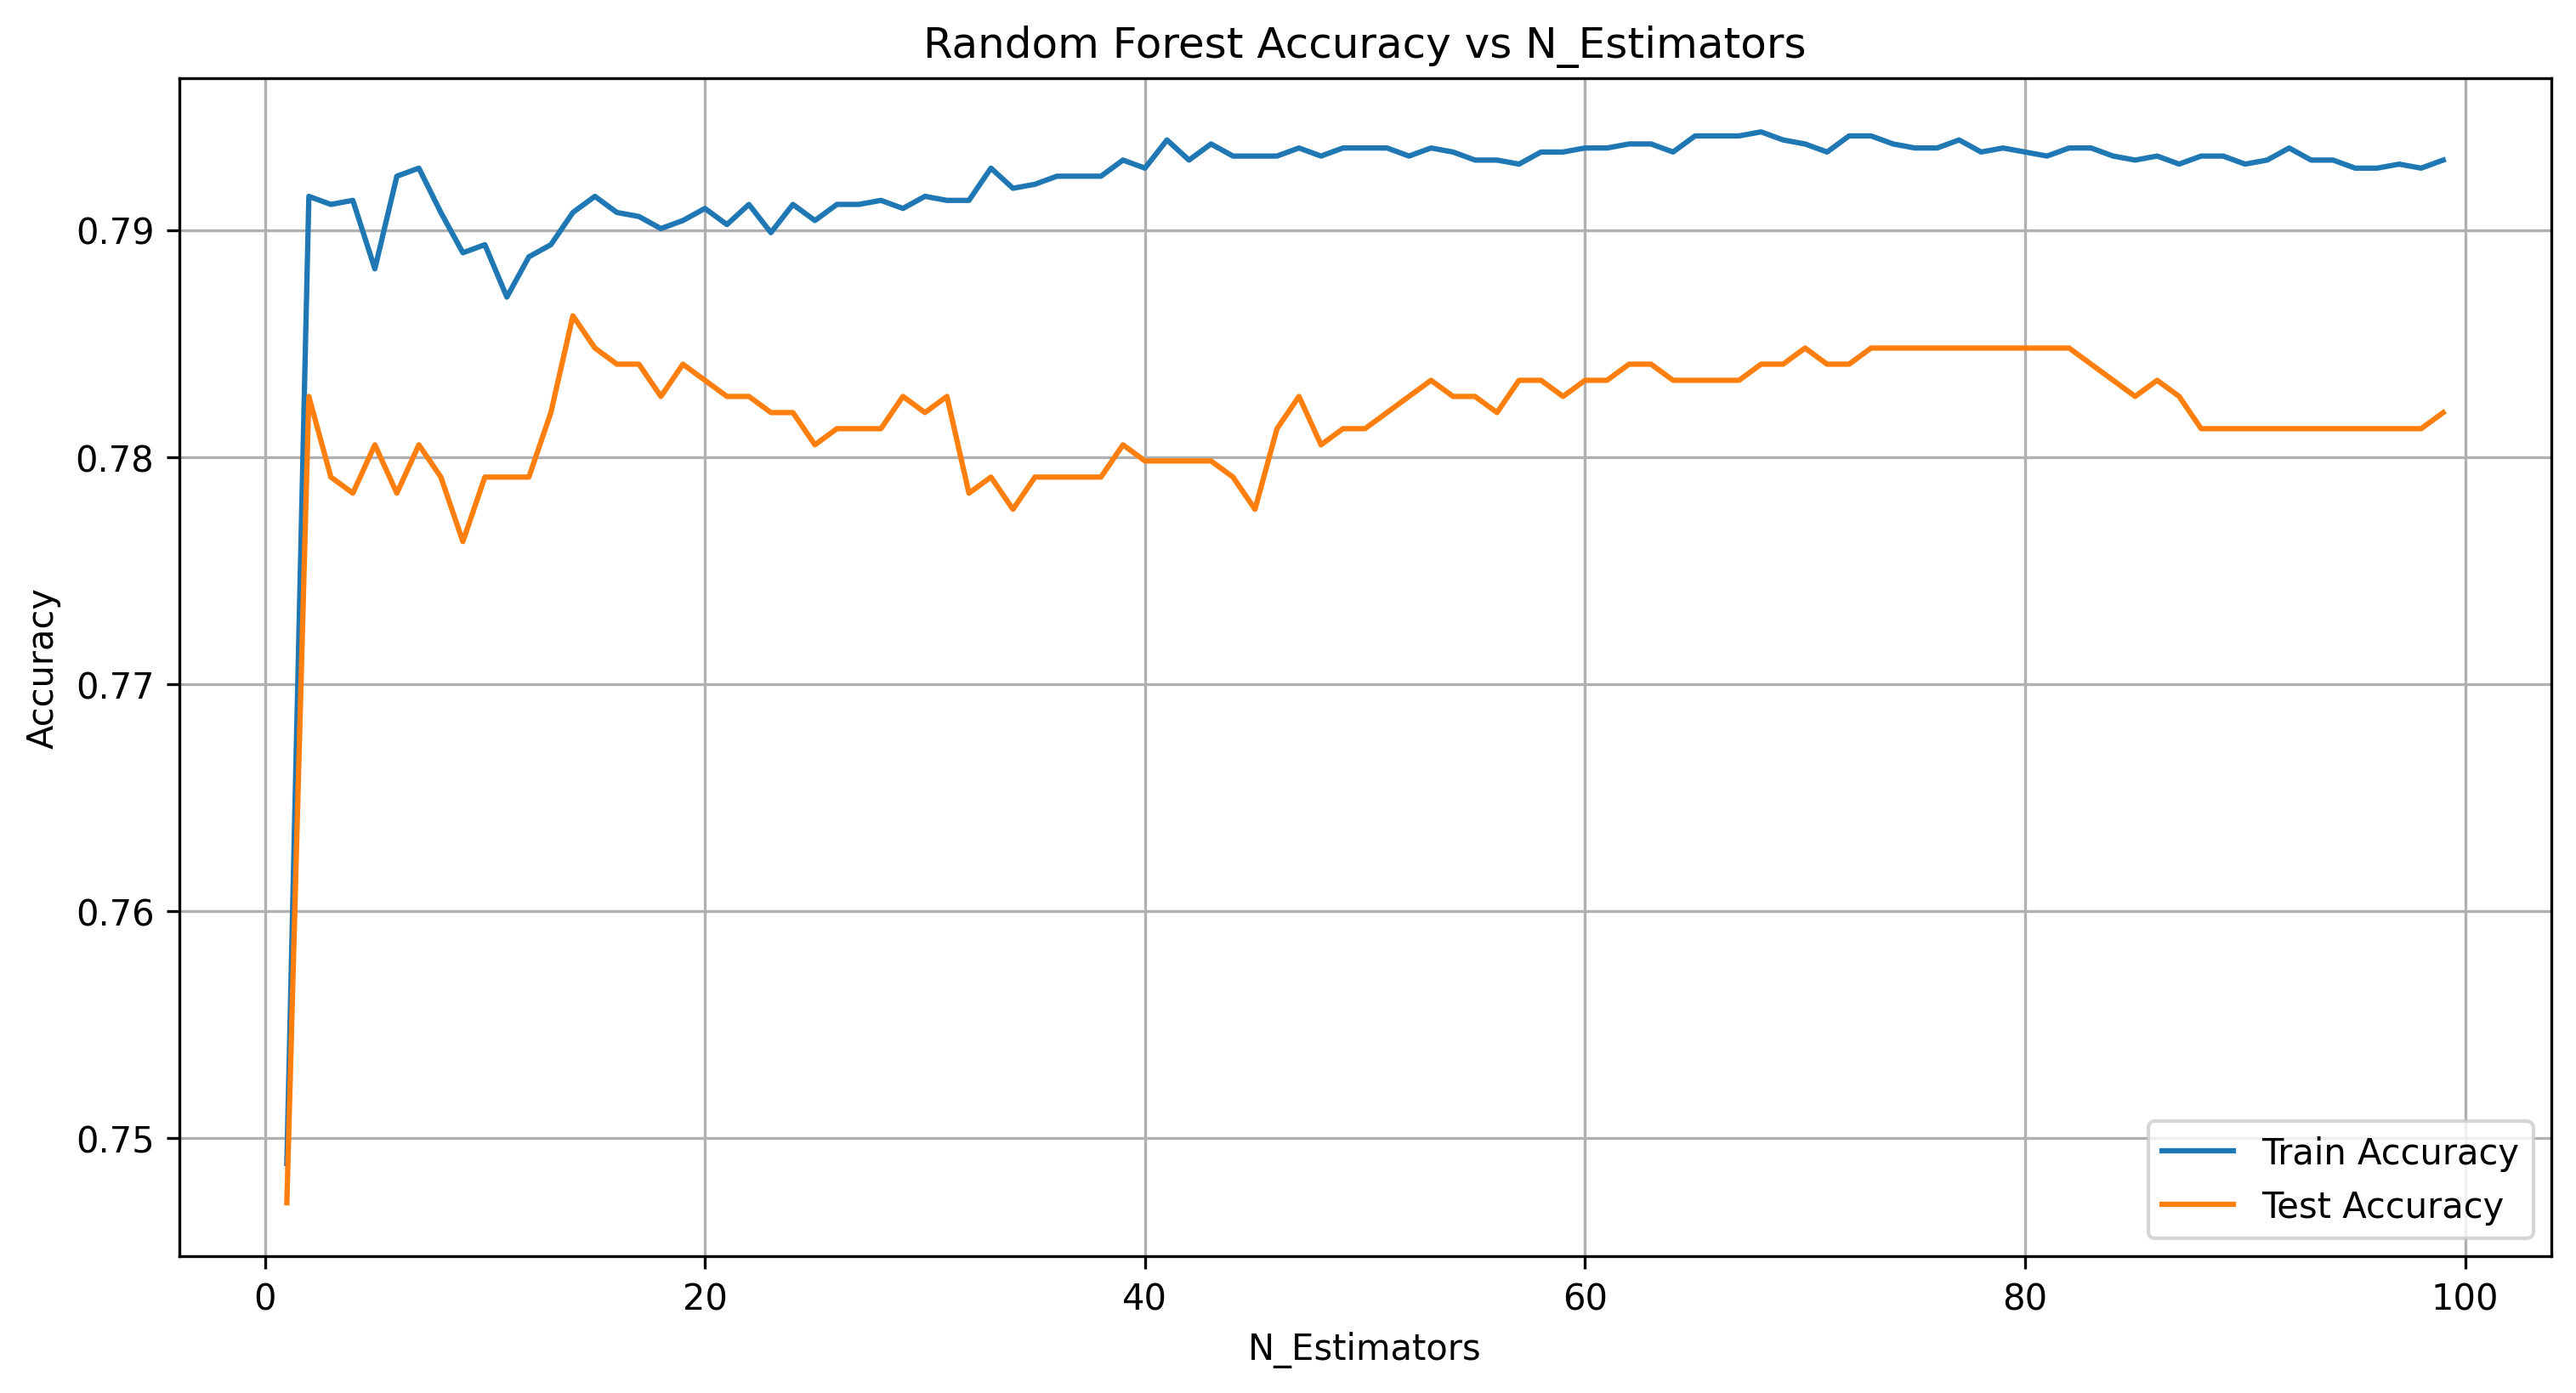 Random Forest Accuracy vs N_Estimators
Accuracy
0.79
0.78
0.77
0.76
0.75
0
20
40
60
80
100
N_Estimators
Train Accuracy
Test Accuracy